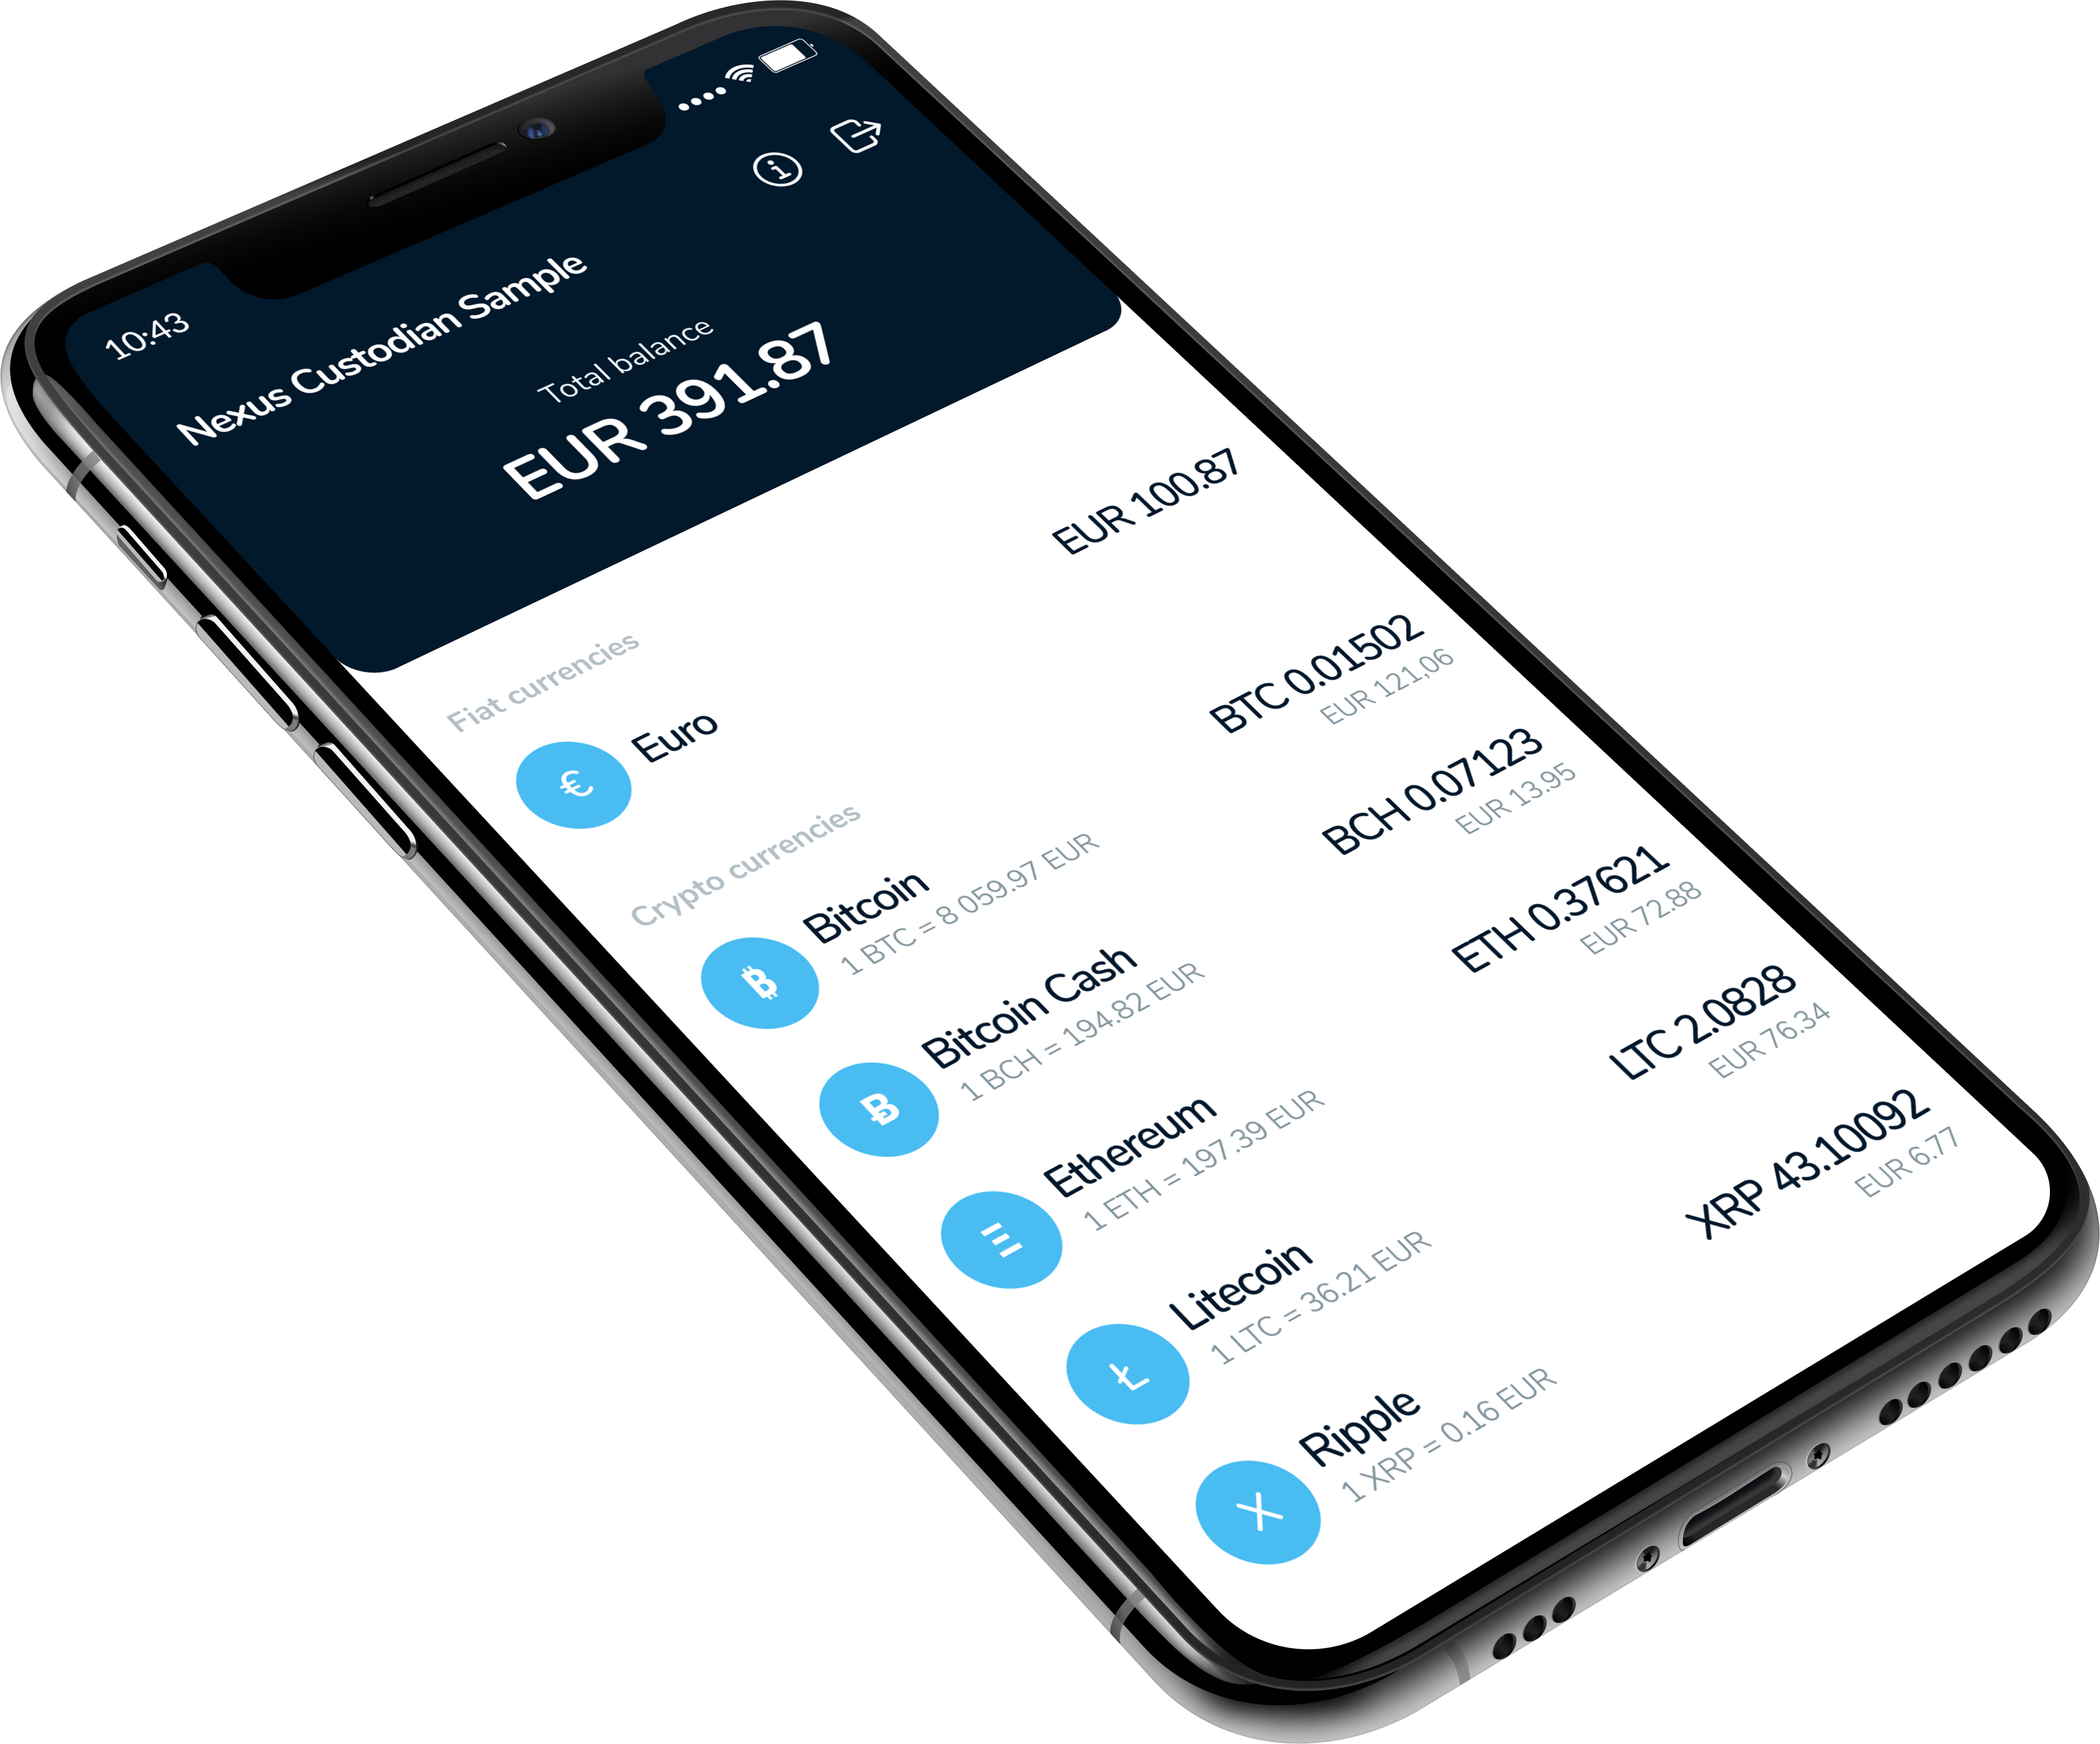 10:43
Nexus Custodian Sample
Total balance
EUR 391.87
Fiat currencies
€ Euro EUR 100.87
Crypto currencies
Bitcoin BTC 0.01502
1 BTC = 8 059.97 EUR EUR 121,06
Bitcoin Cash BCH 0.07123
1 BCH = 194.82 EUR EUR 13.95
Ethereum ETH 0.37621
1 ETH = 197.39 EUR EUR 72.88
Litecoin LTC 2.0828
1 LTC = 36.21 EUR EUR 76.34
Ripple XRP 43.10092
1 XRP = 0.16 EUR EUR 6.77